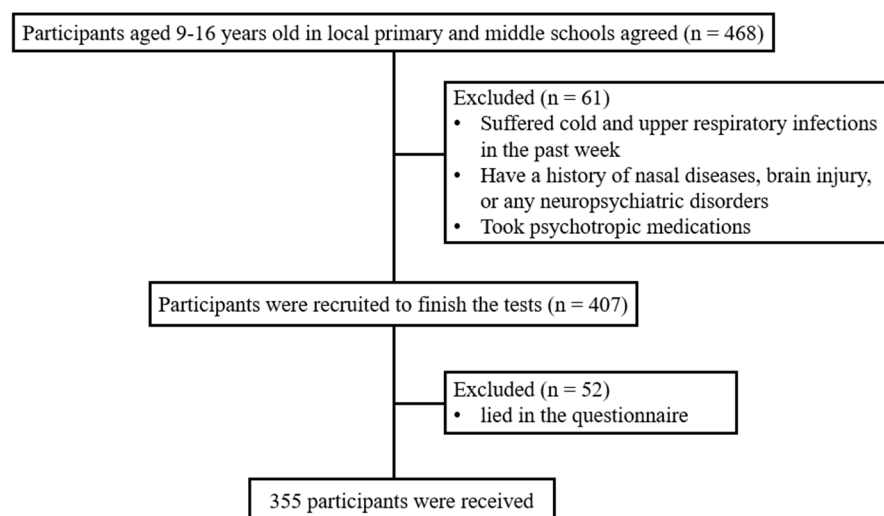 Participants aged 9-16 years old in local primary and middle schools agreed (n = 468)
Excluded (n = 61)
• Suffered cold and upper respiratory infections
in the past week
• Have a history of nasal diseases, brain injury,
or any neuropsychiatric disorders
• Took psychotropic medications
Participants were recruited to finish the tests (n = 407)
Excluded (n = 52)
• lied in the questionnaire
355 participants were received